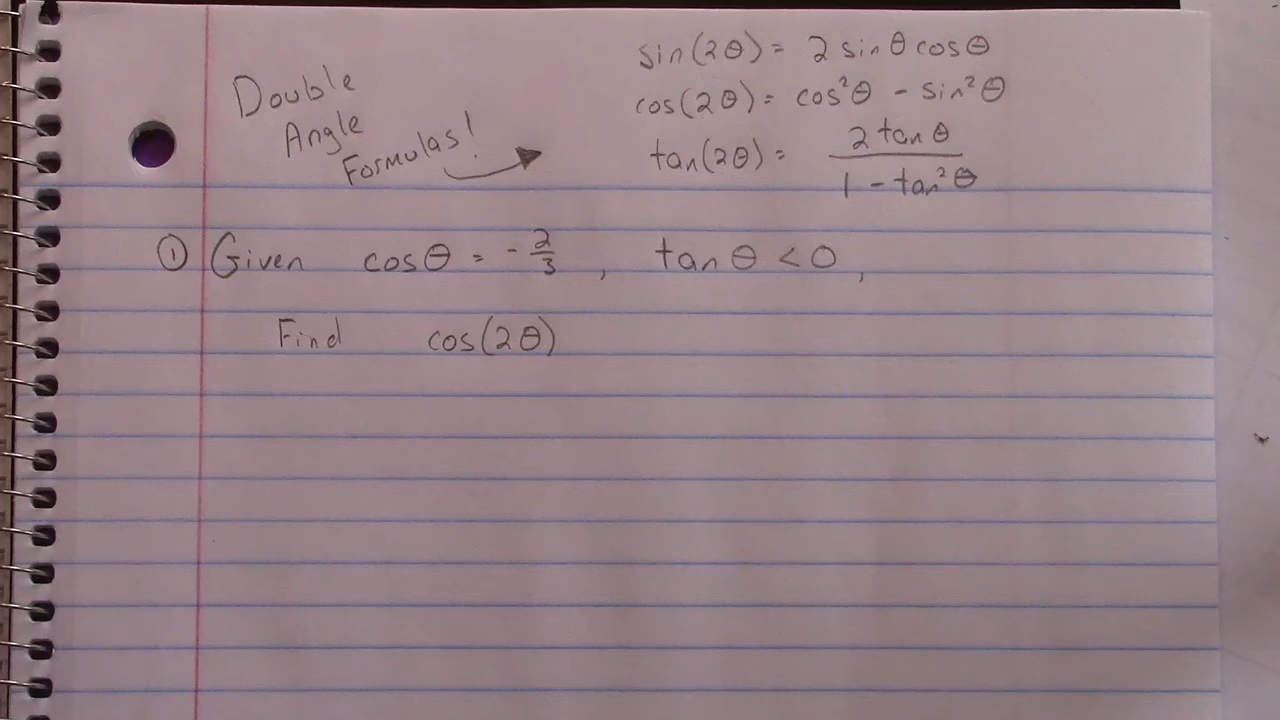 Double
Angle
Formulas!
sin(2θ) = 2 sinθ cosθ
cos(2θ) = cos²θ - sin²θ
tan(2θ) = 2 tanθ / 1 - tan²θ
① Given cosθ = -2/3, tanθ < 0,
Find cos(2θ)